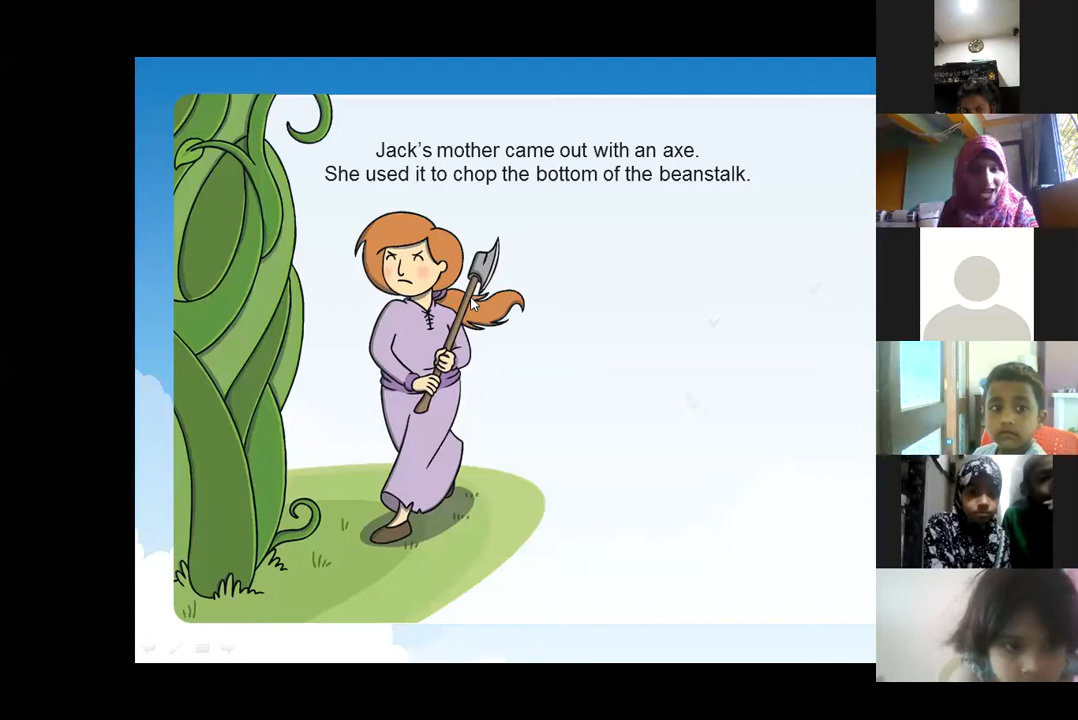 Jack's mother came out with an axe.
She used it to chop the bottom of the beanstalk.